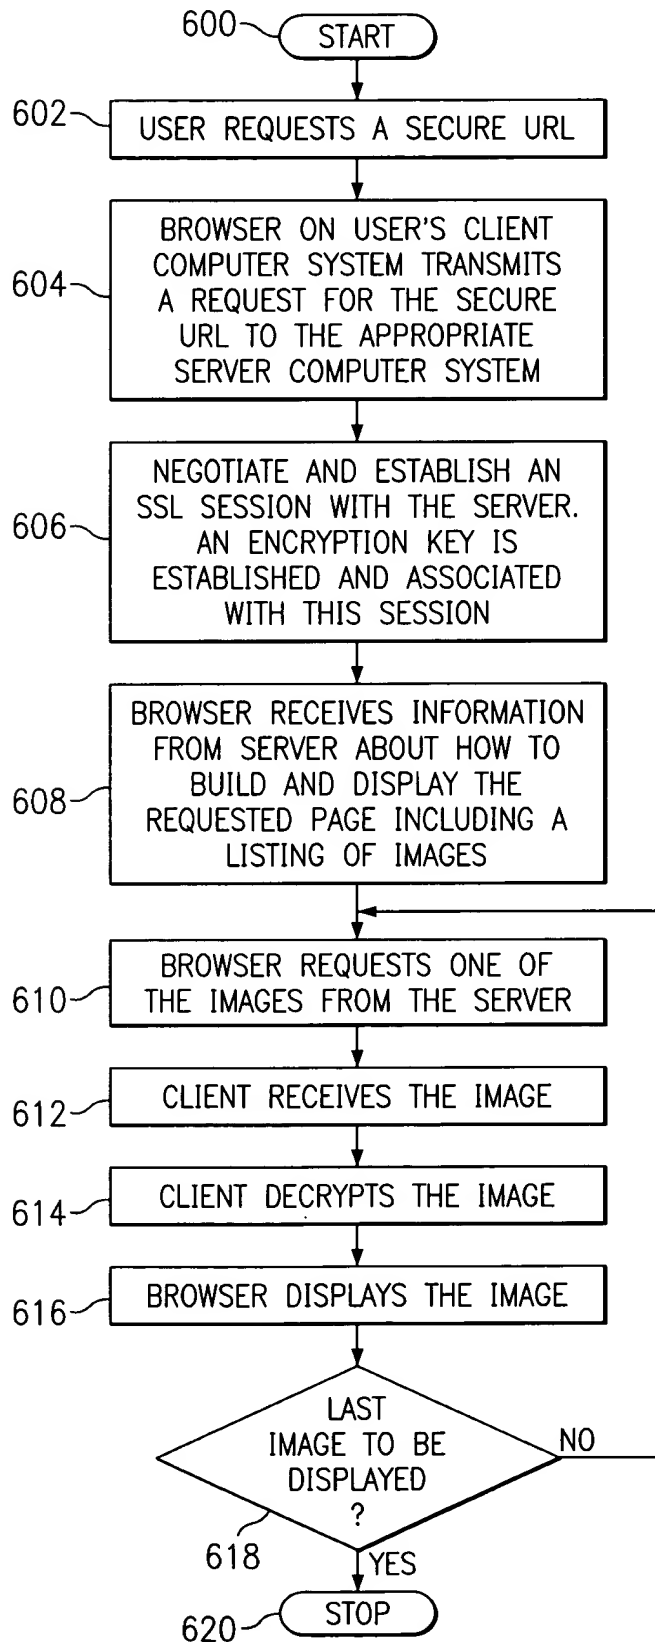 600
START
602
USER REQUESTS A SECURE URL
604
BROWSER ON USER'S CLIENT
COMPUTER SYSTEM TRANSMITS
A REQUEST FOR THE SECURE
URL TO THE APPROPRIATE
SERVER COMPUTER SYSTEM
606
NEGOTIATE AND ESTABLISH AN
SSL SESSION WITH THE SERVER.
AN ENCRYPTION KEY IS
ESTABLISHED AND ASSOCIATED
WITH THIS SESSION
608
BROWSER RECEIVES INFORMATION
FROM SERVER ABOUT HOW TO
BUILD AND DISPLAY THE
REQUESTED PAGE INCLUDING A
LISTING OF IMAGES
610
BROWSER REQUESTS ONE OF
THE IMAGES FROM THE SERVER
612
CLIENT RECEIVES THE IMAGE
614
CLIENT DECRYPTS THE IMAGE
616
BROWSER DISPLAYS THE IMAGE
LAST
IMAGE TO BE
DISPLAYED
?
NO
618
YES
620
STOP